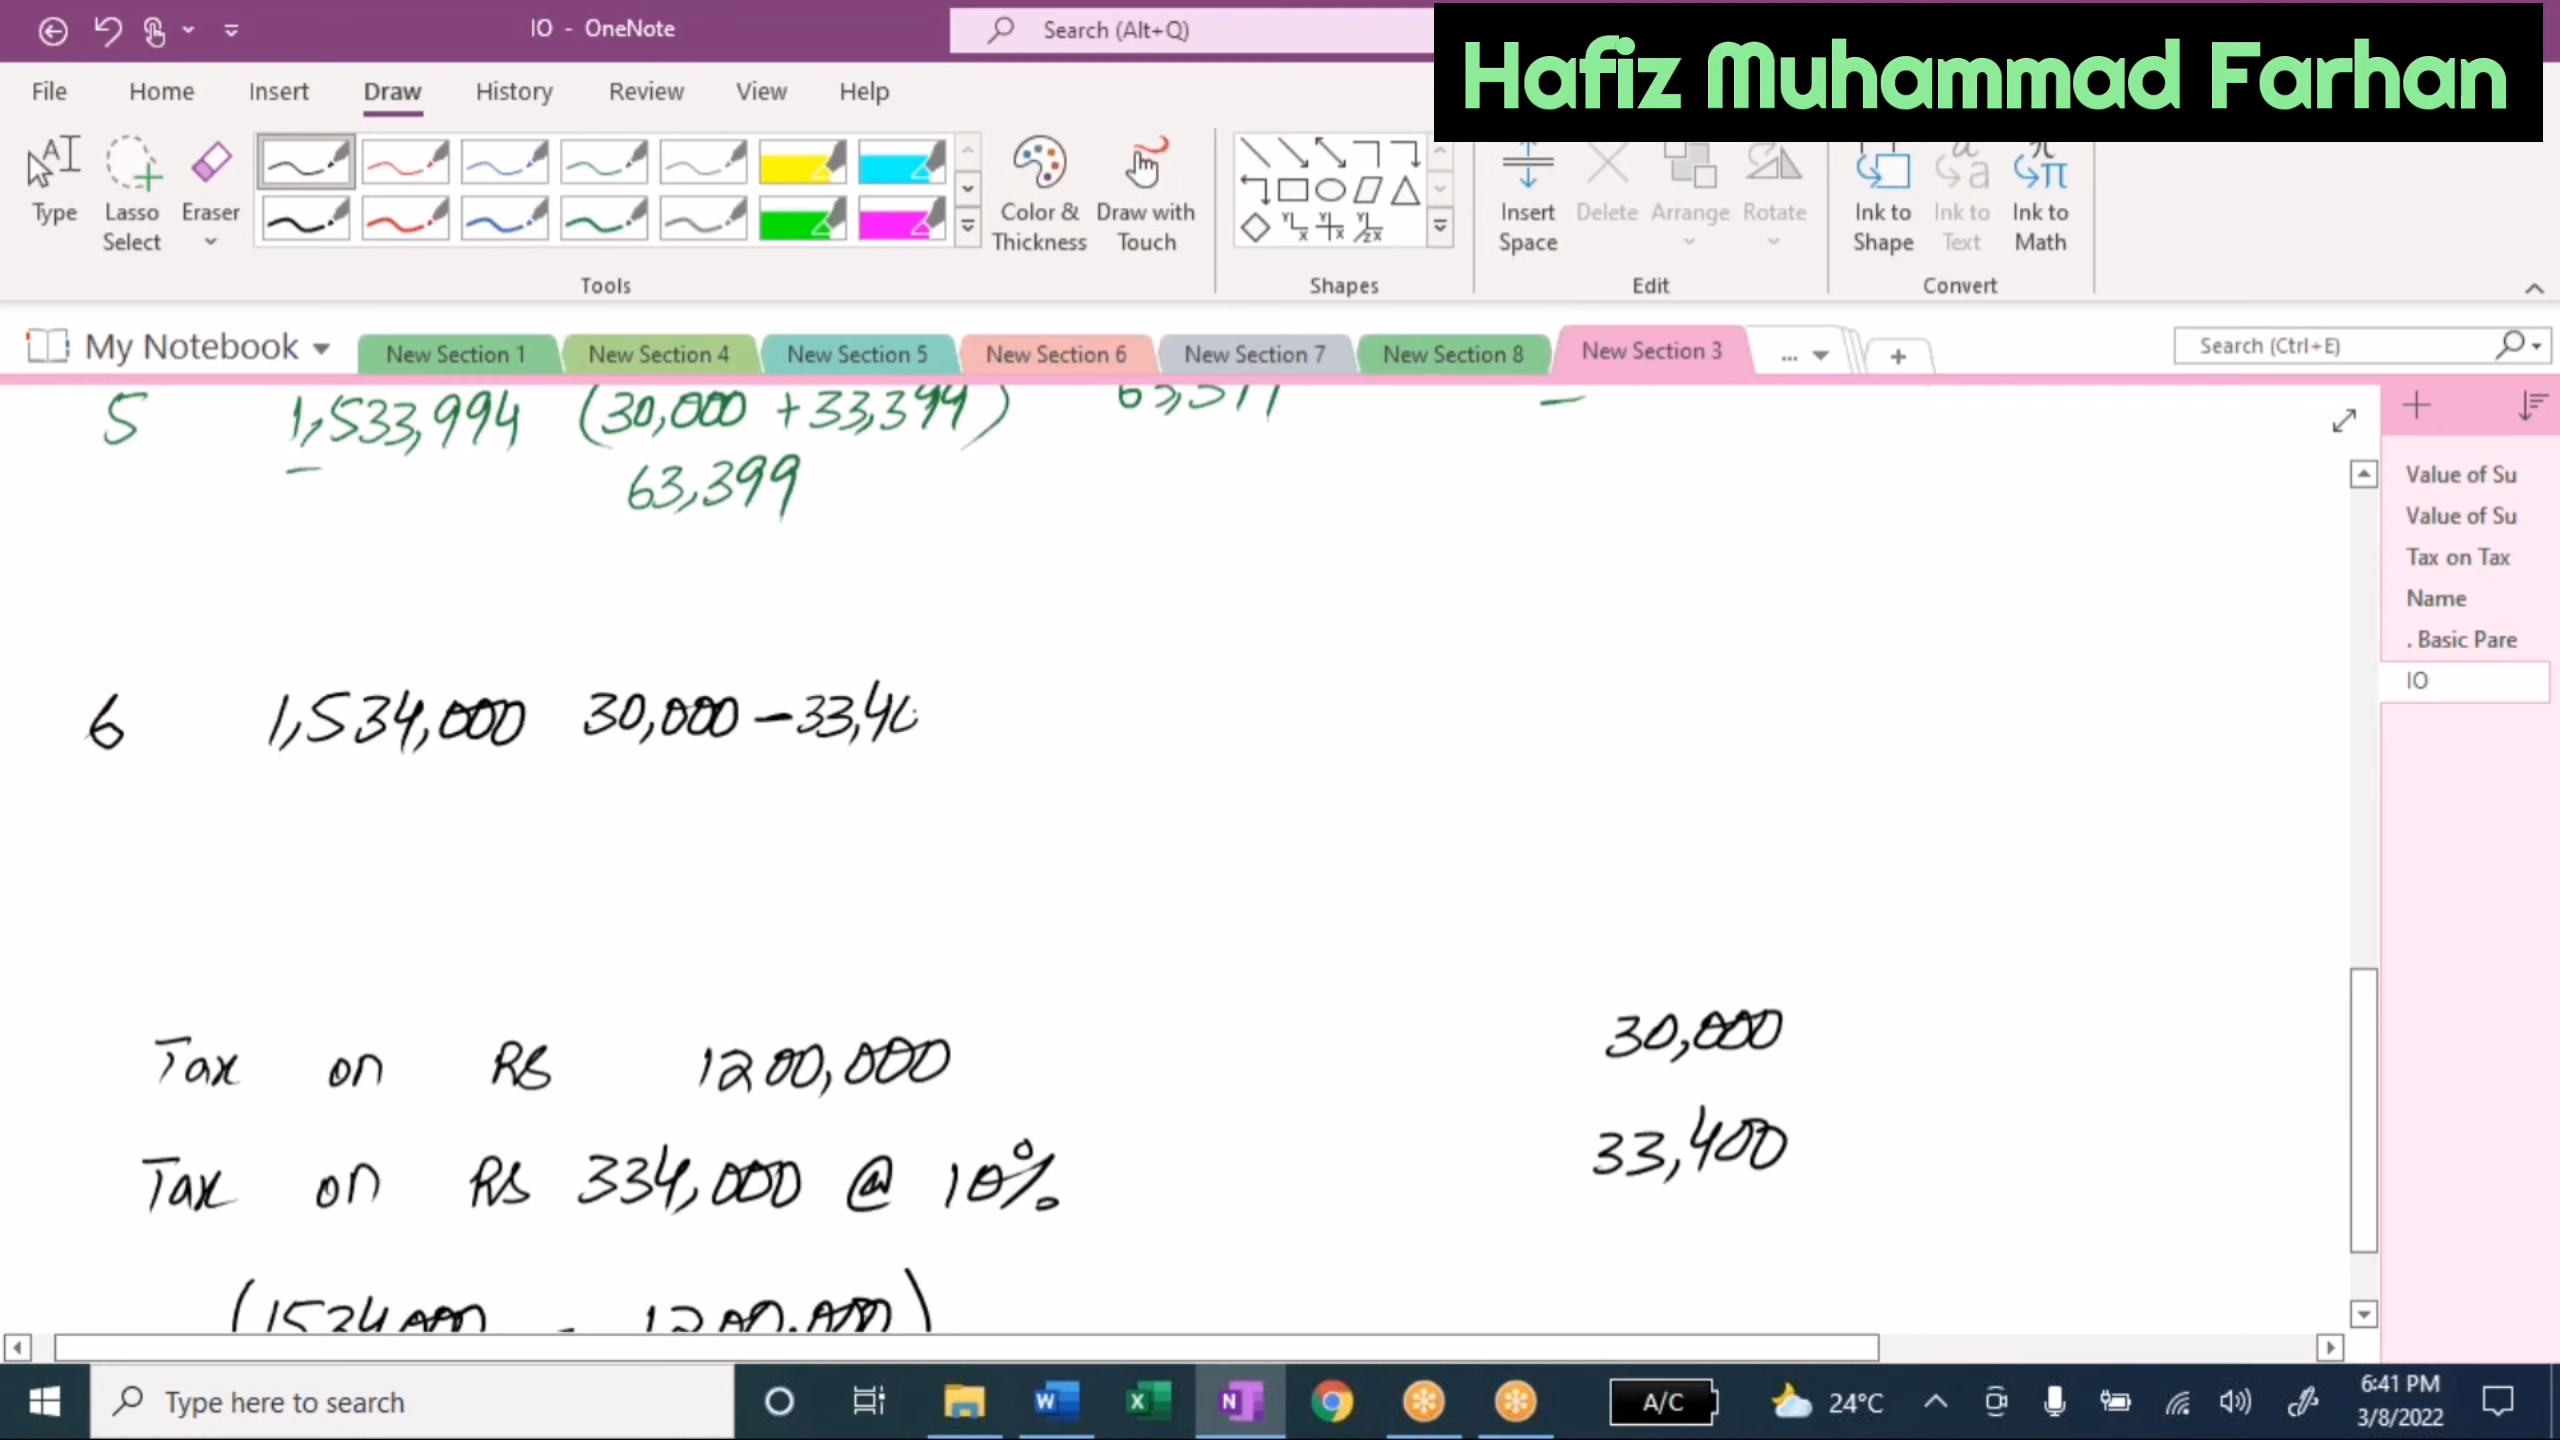 IO - OneNote
Search (Alt+Q)
Hafiz Muhammad Farhan
File Home Insert Draw History Review View Help
Type
Lasso Select
Eraser
Color & Thickness
Draw with Touch
Insert Space
Delete
Arrange
Rotate
Ink to Shape
Ink to Text
Ink to Math
Tools
Shapes
Edit
Convert
My Notebook
New Section 1
New Section 4
New Section 5
New Section 6
New Section 7
New Section 8
New Section 3
...
Search (Ctrl+E)
5 1,533,994 (30,000 + 33,399)
63,399
6 1,534,000 30,000 - 33,40
Tax on Rs 1200,000 30,000
Tax on Rs 334,000 @ 10% 33,400
(1534000 - 1200,000)
Value of Su
Value of Su
Tax on Tax
Name
. Basic Pare
IO
Type here to search
A/C
24°C
6:41 PM
3/8/2022